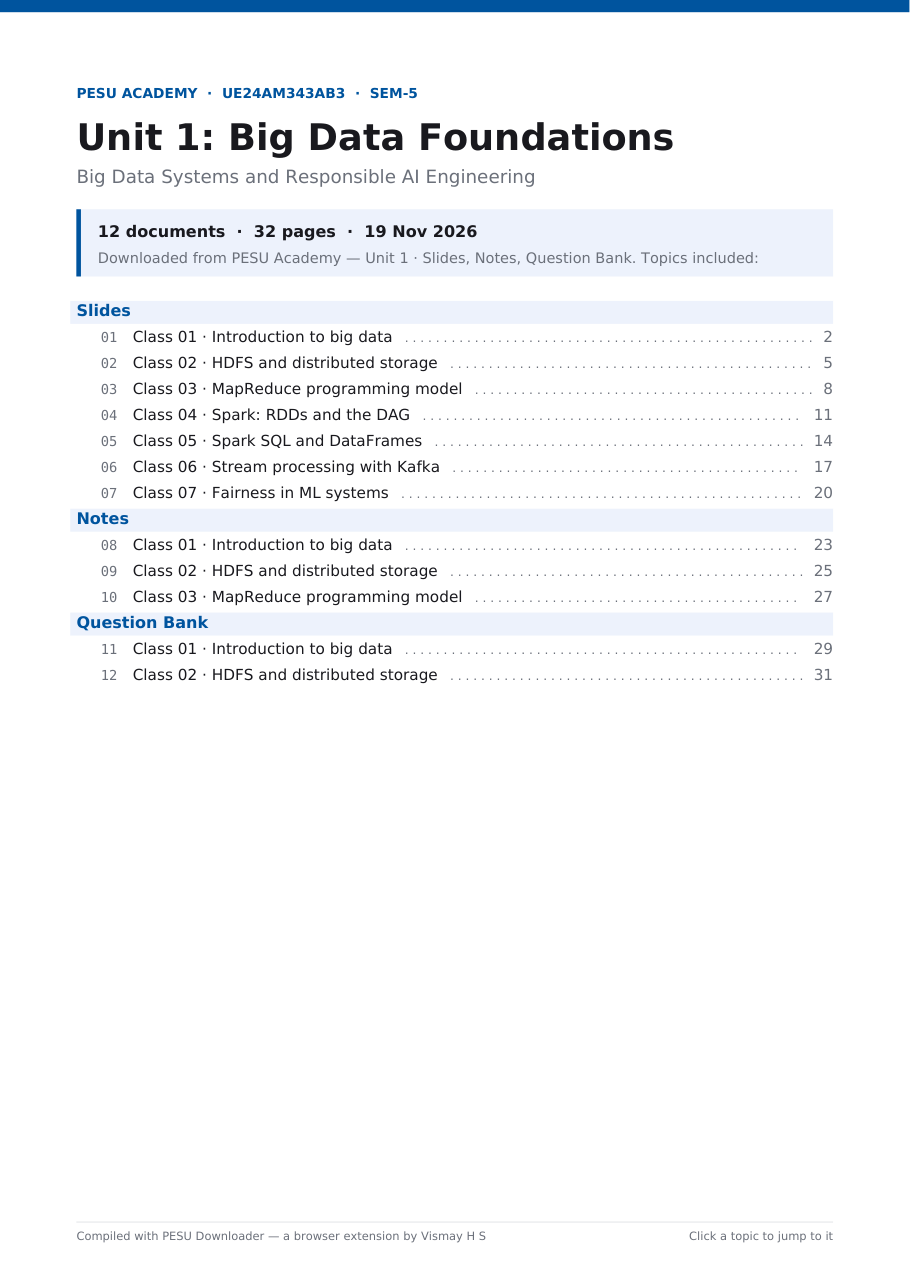 PESU ACADEMY · UE24AM343AB3 · SEM-5
Unit 1: Big Data Foundations
Big Data Systems and Responsible AI Engineering
12 documents · 32 pages · 19 Nov 2026
Downloaded from PESU Academy — Unit 1 · Slides, Notes, Question Bank. Topics included:
Slides
01 Class 01 · Introduction to big data ........................................ 2
02 Class 02 · HDFS and distributed storage ........................................ 5
03 Class 03 · MapReduce programming model ........................................ 8
04 Class 04 · Spark: RDDs and the DAG ........................................ 11
05 Class 05 · Spark SQL and DataFrames ........................................ 14
06 Class 06 · Stream processing with Kafka ........................................ 17
07 Class 07 · Fairness in ML systems ........................................ 20
Notes
08 Class 01 · Introduction to big data ........................................ 23
09 Class 02 · HDFS and distributed storage ........................................ 25
10 Class 03 · MapReduce programming model ........................................ 27
Question Bank
11 Class 01 · Introduction to big data ........................................ 29
12 Class 02 · HDFS and distributed storage ........................................ 31
Compiled with PESU Downloader — a browser extension by Vismay H S
Click a topic to jump to it